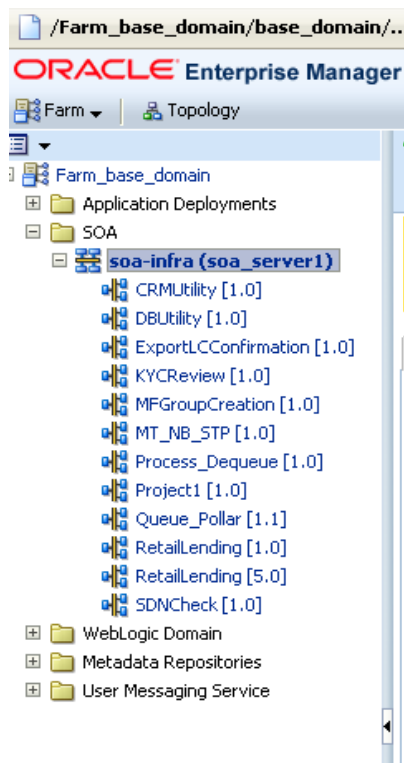 /Farm_base_domain/base_domain/..
ORACLE Enterprise Manager
Farm Topology
Farm_base_domain
Application Deployments
SOA
soa-infra (soa_server1)
CRMUtility [1.0]
DBUtility [1.0]
ExportLCConfirmation [1.0]
KYCReview [1.0]
MFGroupCreation [1.0]
MT_NB_STP [1.0]
Process_Dequeue [1.0]
Project1 [1.0]
Queue_Pollar [1.1]
RetailLending [1.0]
RetailLending [5.0]
SDNCheck [1.0]
WebLogic Domain
Metadata Repositories
User Messaging Service